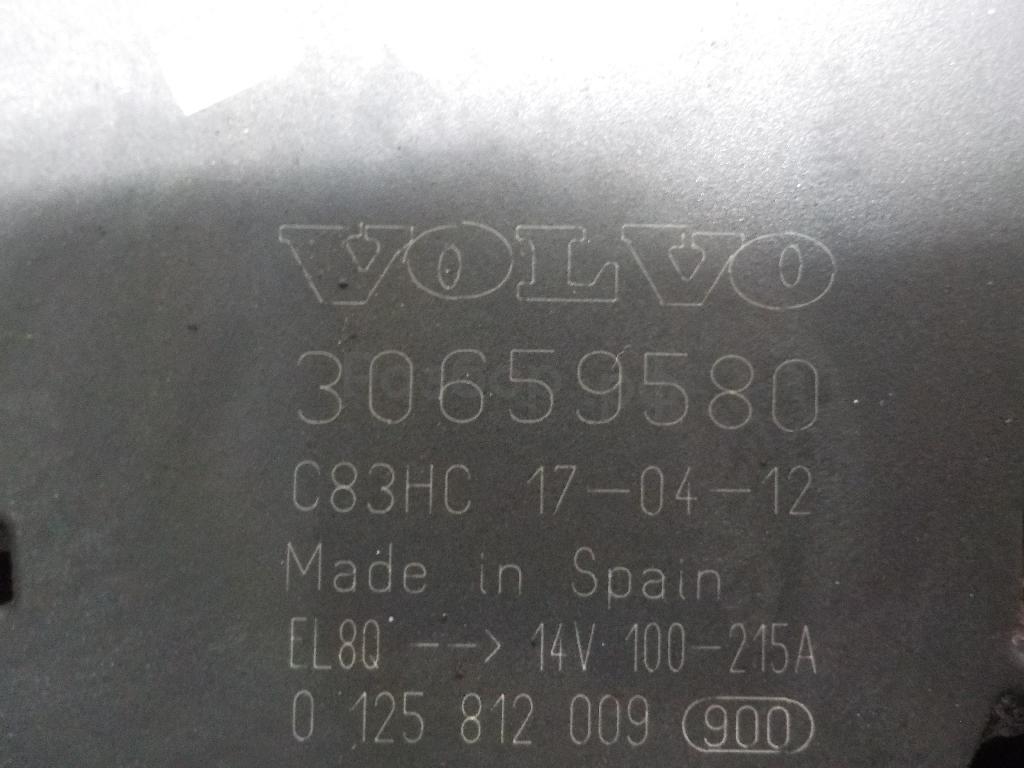 VOLVO
30659580
C83HC 17-04-12
Made in Spain
EL8Q --> 14V 100-215A
0 125 812 009 900